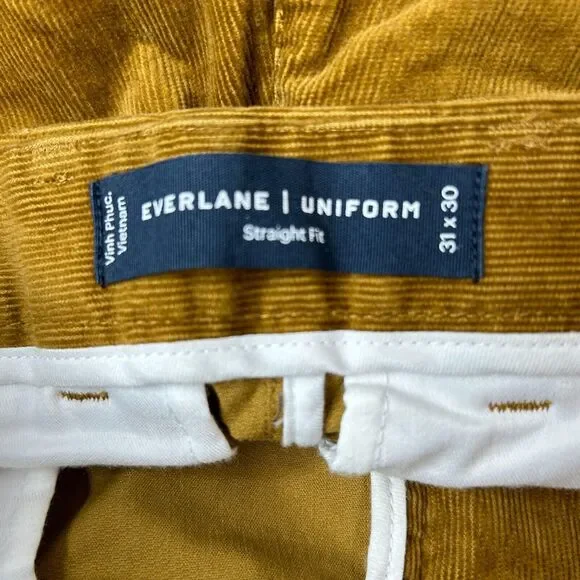 Vinh Phuc.
Vietnam
EVERLANE | UNIFORM
Straight Fit
31 x 30